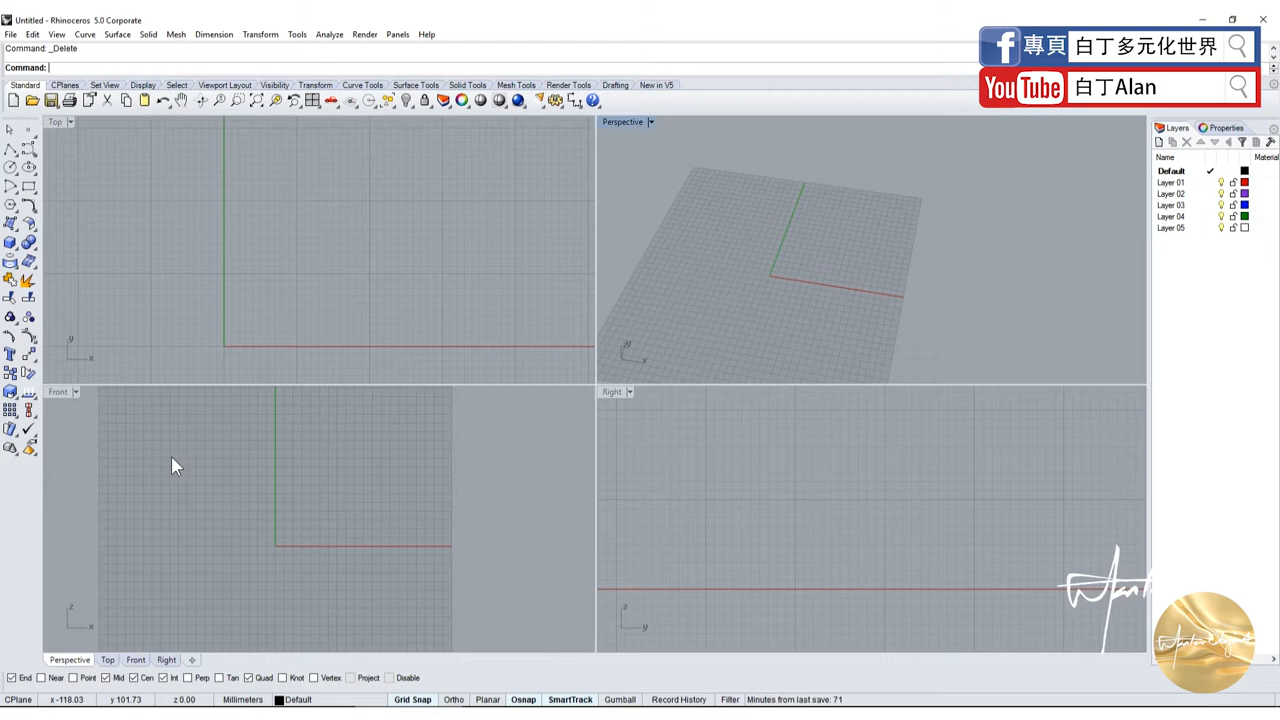 Untitled - Rhinoceros 5.0 Corporate
File Edit View Curve Surface Solid Mesh Dimension Transform Tools Analyze Render Panels Help
Command: _Delete
Command:
f 專頁 白丁多元化世界
YouTube 白丁Alan
Standard CPlanes Set View Display Select Viewport Layout Visibility Transform Curve Tools Surface Tools Solid Tools Mesh Tools Render Tools Drafting New in V5
Top
Perspective
Layers Properties
Name Material
Default
Layer 01
Layer 02
Layer 03
Layer 04
Layer 05
y x
y x
Front
Right
z x
z y
Perspective Top Front Right
End Near Point Mid Cen Int Perp Tan Quad Knot Vertex Project Disable
CPlane x -118.03 y 101.73 z 0.00 Millimeters Default Grid Snap Ortho Planar Osnap SmartTrack Gumball Record History Filter Minutes from last save: 71